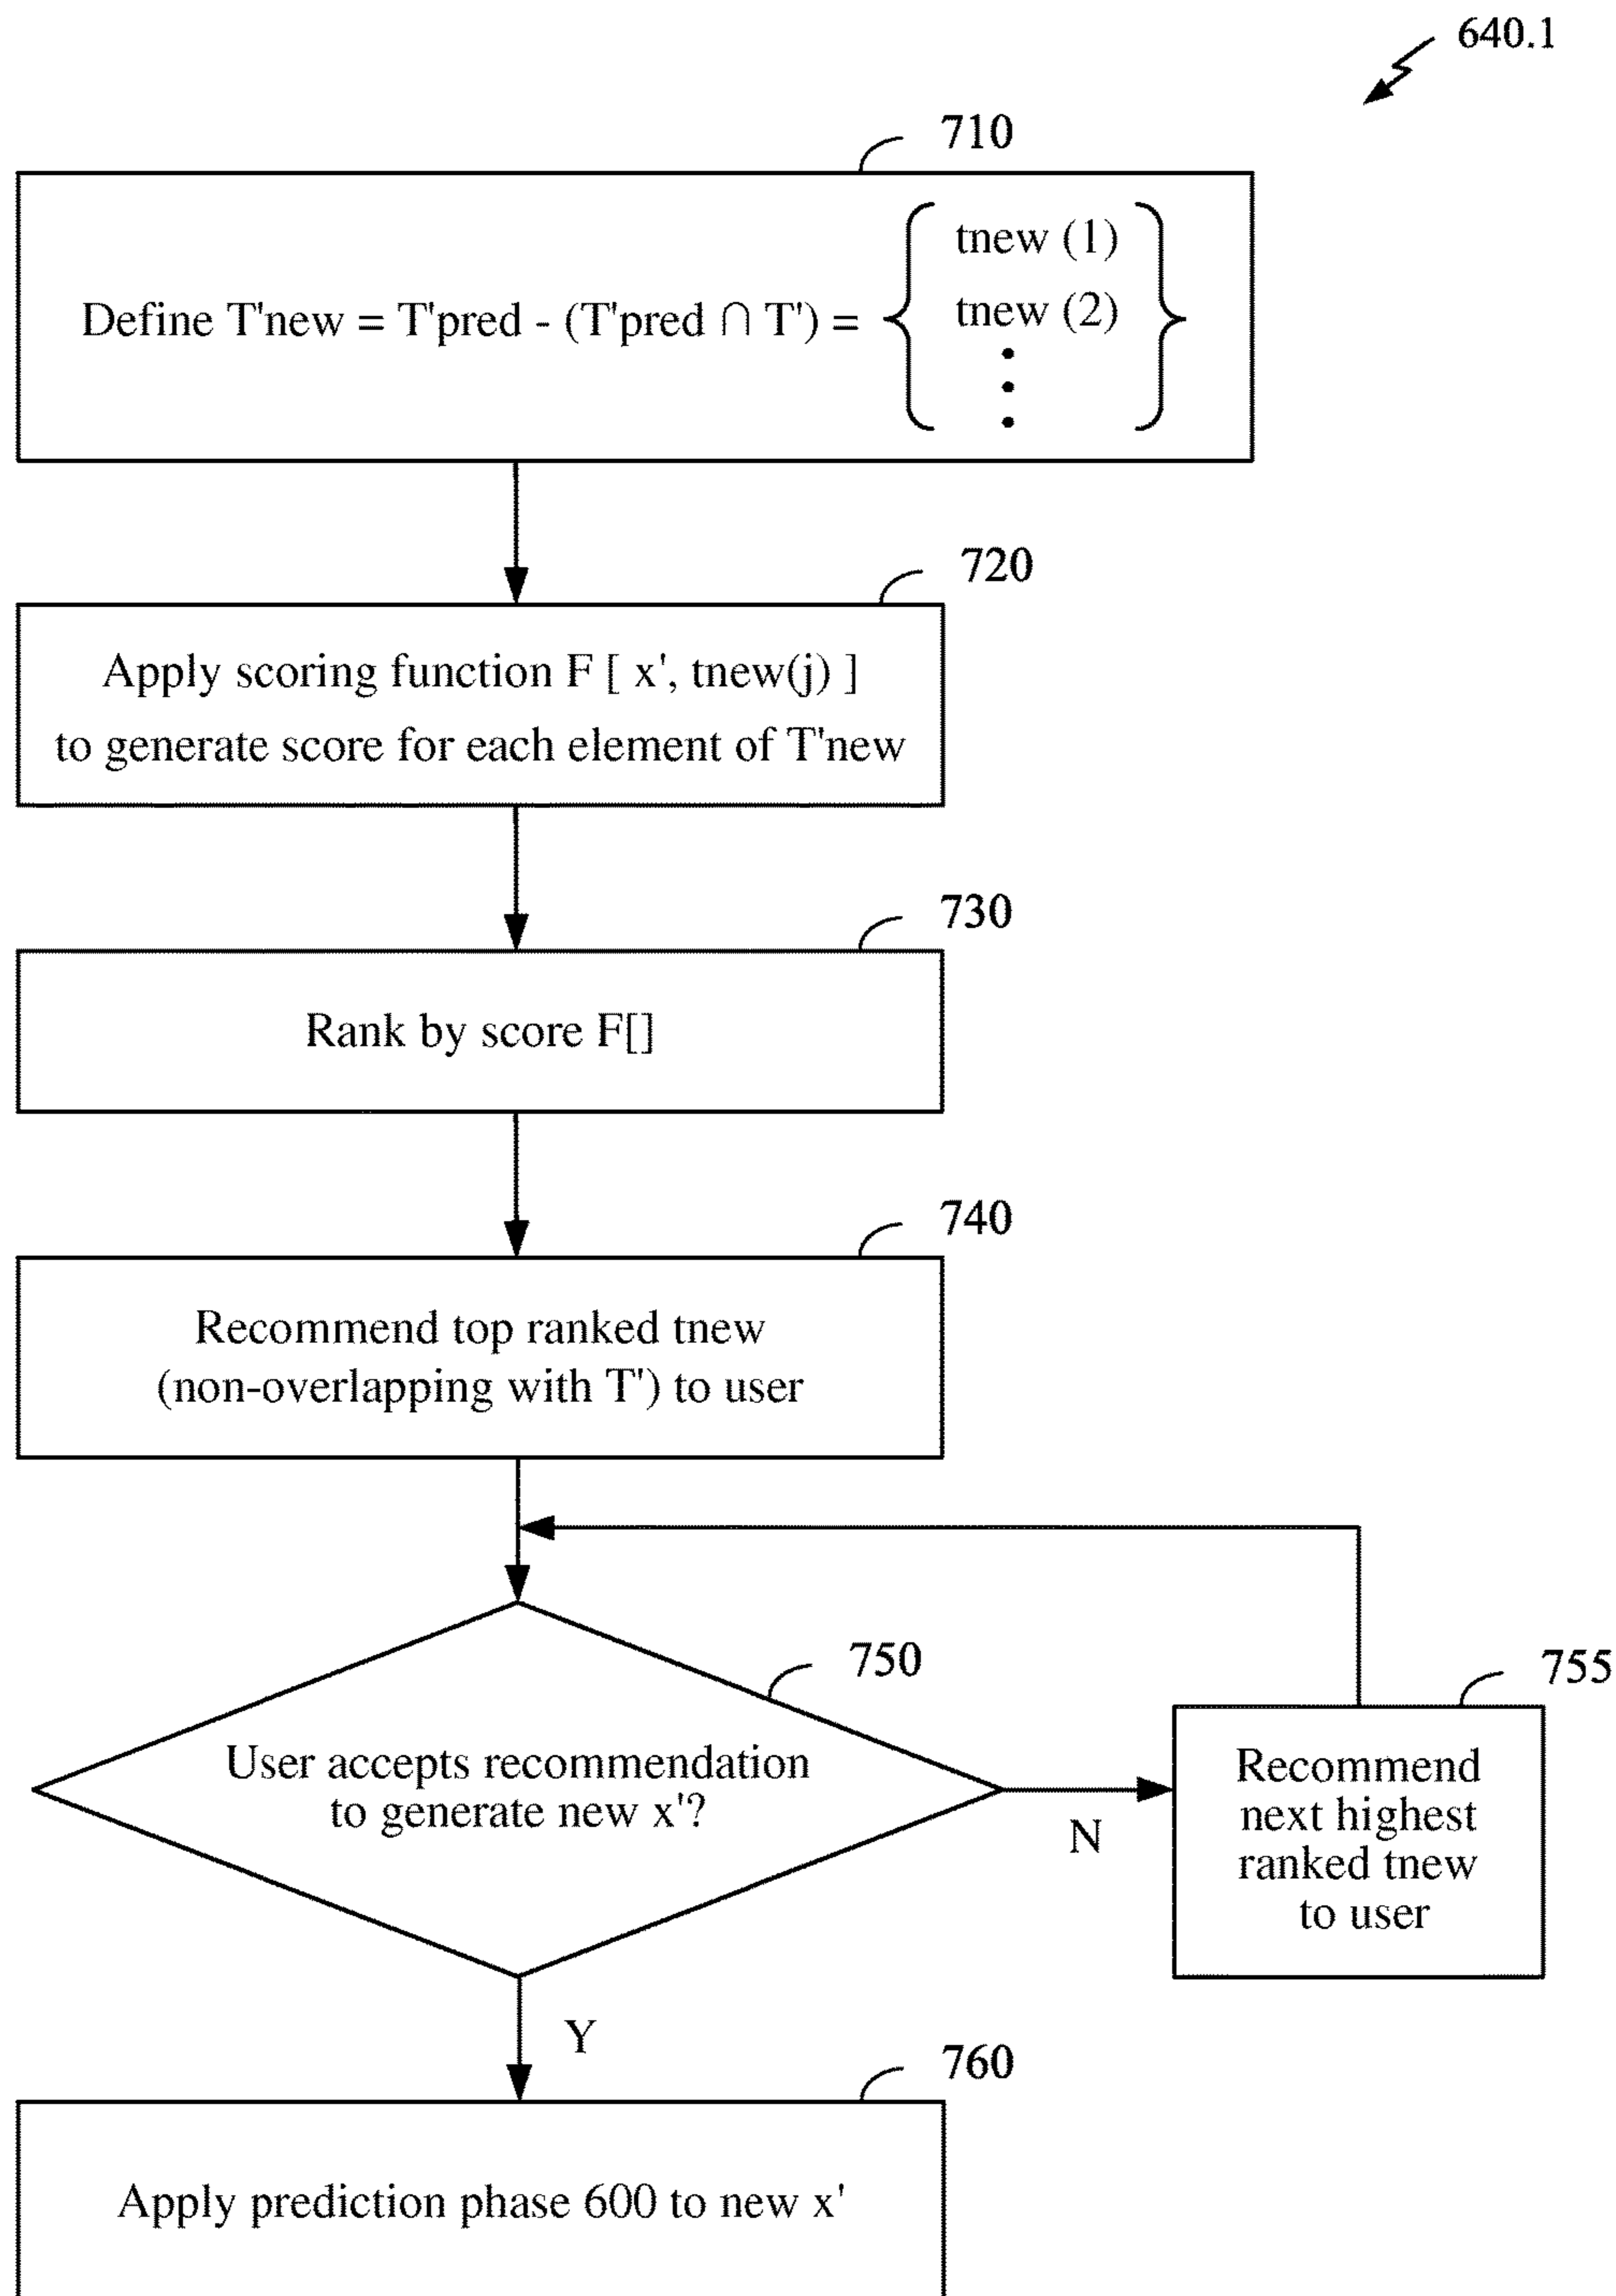 640.1
710
Define T'new = T'pred - (T'pred ∩ T') =
tnew (1)
tnew (2)
720
Apply scoring function F [ x', tnew(j) ]
to generate score for each element of T'new
730
Rank by score F[]
740
Recommend top ranked tnew
(non-overlapping with T') to user
750
User accepts recommendation
to generate new x'?
N
755
Recommend
next highest
ranked tnew
to user
Y
760
Apply prediction phase 600 to new x'